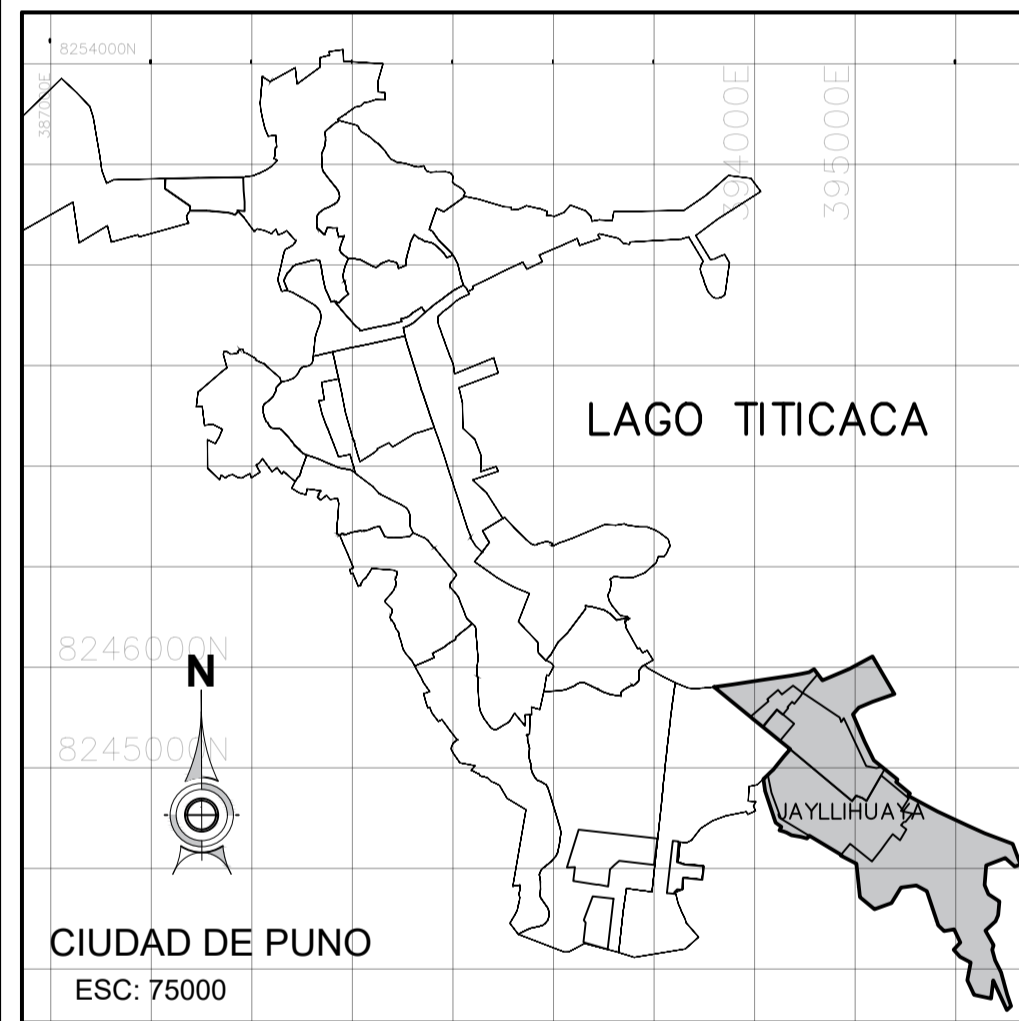 8254000N
387000E
394000E
395000E
LAGO TITICACA
8246000N
N
8245000N
JAYLLIHUAYA
CIUDAD DE PUNO
ESC: 75000